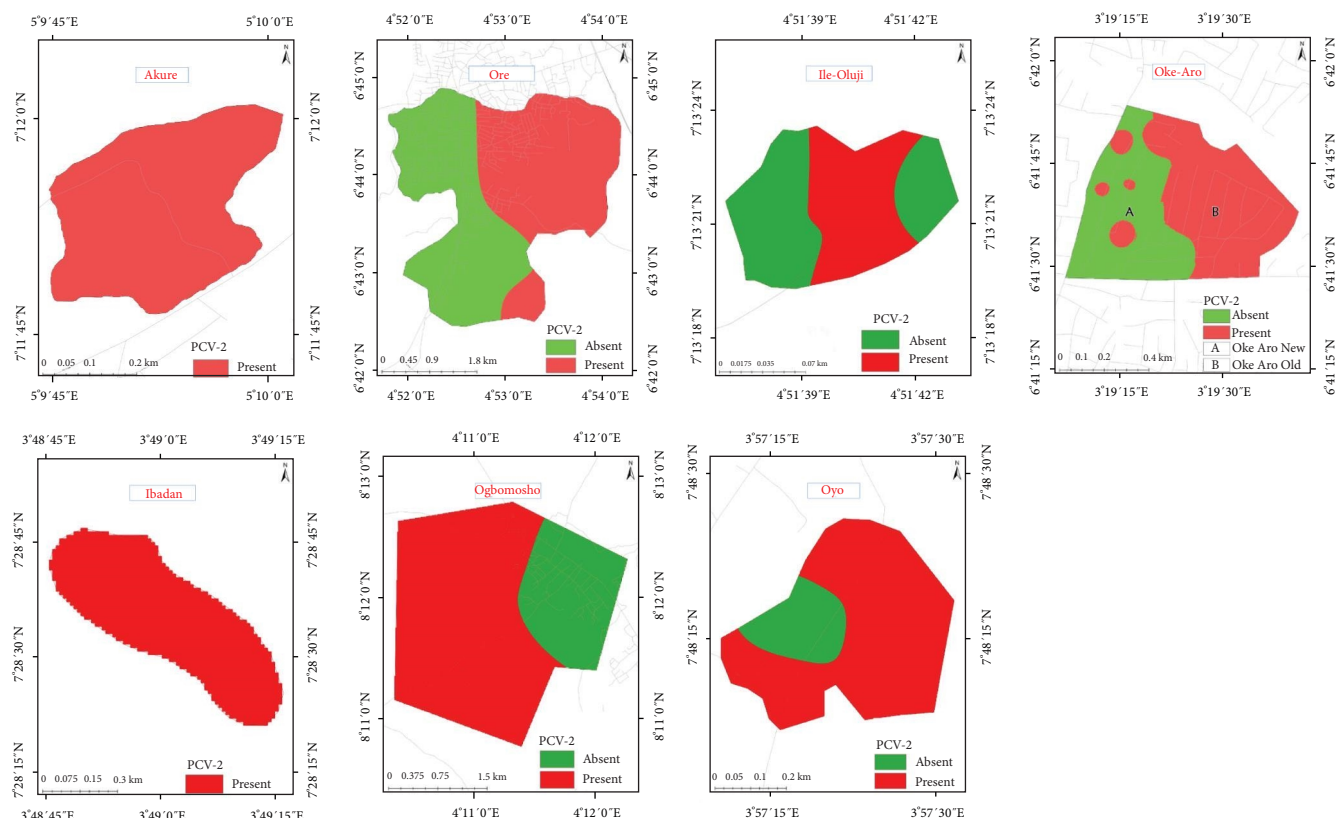 5°9´45˝E 5°10´0˝E
N
Akure
7°12´0˝N
7°12´0˝N
7°11´45˝N
7°11´45˝N
PCV-2
Present
0 0.05 0.1 0.2 km
5°9´45˝E 5°10´0˝E
4°52´0˝E 4°53´0˝E 4°54´0˝E
N
Ore
6°45´0˝N
6°45´0˝N
6°44´0˝N
6°44´0˝N
6°43´0˝N
6°43´0˝N
6°42´0˝N
6°42´0˝N
PCV-2
Absent
Present
0 0.45 0.9 1.8 km
4°52´0˝E 4°53´0˝E 4°54´0˝E
4°51´39˝E 4°51´42˝E
N
Ile-Oluji
7°13´24˝N
7°13´24˝N
7°13´21˝N
7°13´21˝N
7°13´18˝N
7°13´18˝N
PCV-2
Absent
Present
0 0.0175 0.035 0.07 km
4°51´39˝E 4°51´42˝E
3°19´15˝E 3°19´30˝E
N
Oke-Aro
6°42´0˝N
6°42´0˝N
6°41´45˝N
6°41´45˝N
A B
6°41´30˝N
6°41´30˝N
6°41´15˝N
6°41´15˝N
PCV-2
Absent
Present
A Oke Aro New
B Oke Aro Old
0 0.1 0.2 0.4 km
3°19´15˝E 3°19´30˝E
3°48´45˝E 3°49´0˝E 3°49´15˝E
N
Ibadan
7°28´45˝N
7°28´45˝N
7°28´30˝N
7°28´30˝N
7°28´15˝N
7°28´15˝N
PCV-2
Present
0 0.075 0.15 0.3 km
3°48´45˝E 3°49´0˝E 3°49´15˝E
4°11´0˝E 4°12´0˝E
N
Ogbomosho
8°13´0˝N
8°13´0˝N
8°12´0˝N
8°12´0˝N
8°11´0˝N
8°11´0˝N
PCV-2
Absent
Present
0 0.375 0.75 1.5 km
4°11´0˝E 4°12´0˝E
3°57´15˝E 3°57´30˝E
N
Oyo
7°48´30˝N
7°48´30˝N
7°48´15˝N
7°48´15˝N
PCV-2
Absent
Present
0 0.05 0.1 0.2 km
3°57´15˝E 3°57´30˝E